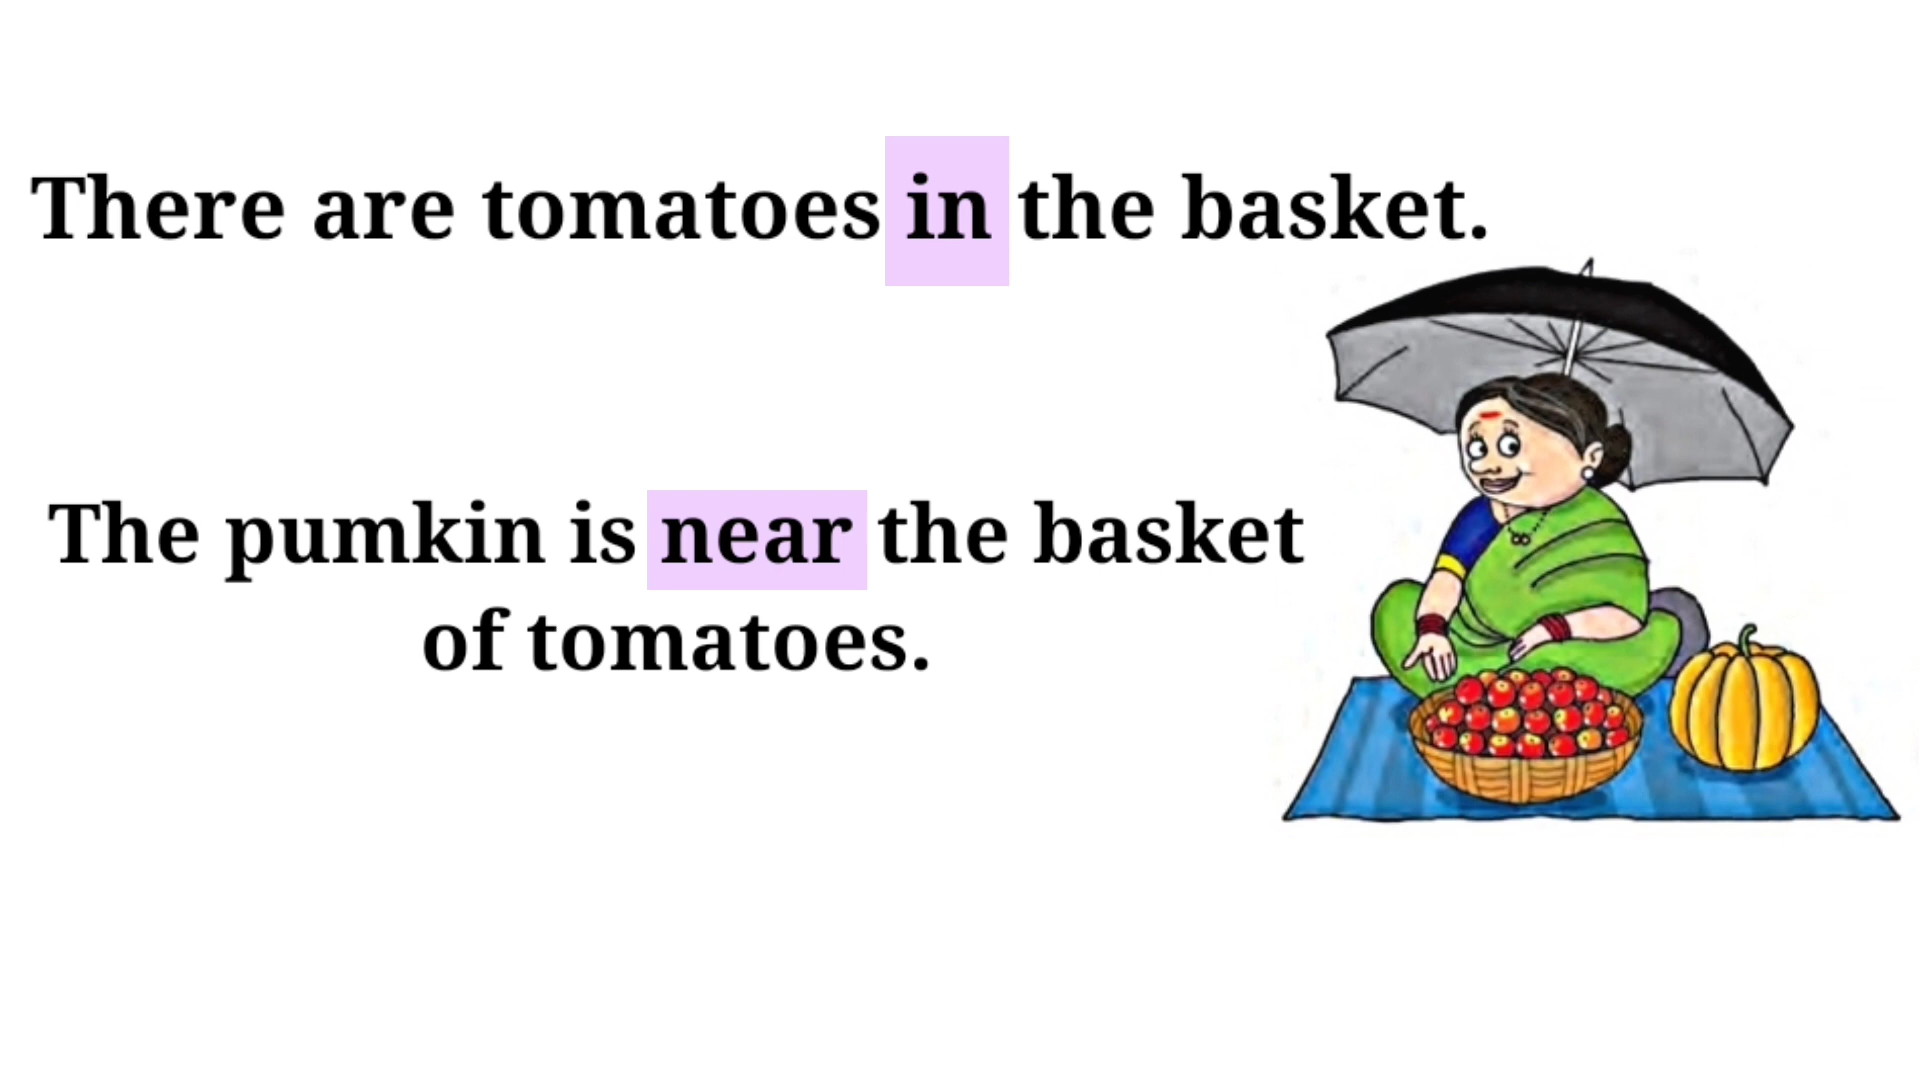 There are tomatoes in the basket.
The pumkin is near the basket
of tomatoes.